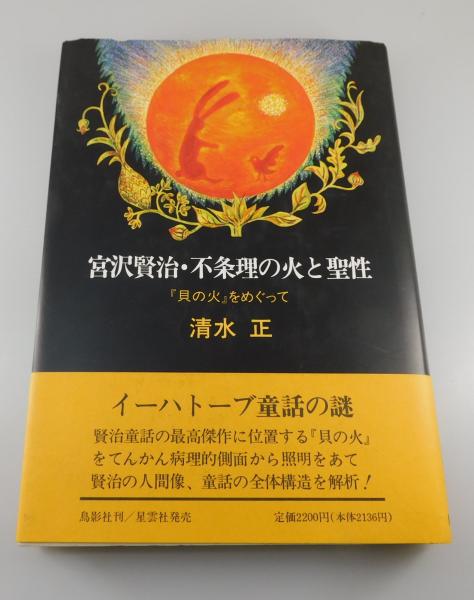 宮沢賢治・不条理の火と聖性
『貝の火』をめぐって
清水 正
イーハトーブ童話の謎
賢治童話の最高傑作に位置する『貝の火』
をてんかん病理的側面から照明をあて
賢治の人間像、童話の全体構造を解析！
鳥影社刊／星雲社発売
定価2200円(本体2136円)